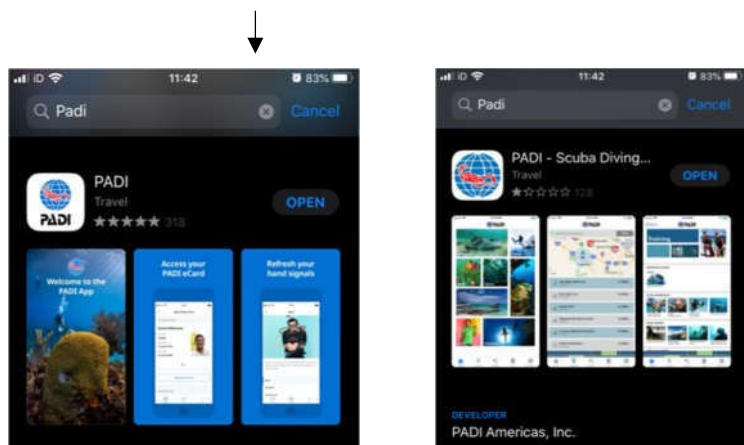 iD 11:42 83%
Padi Cancel
PADI
PADI
Travel
OPEN
318
Welcome to the
PADI App
Access your
PADI eCard
Refresh your
hand signals
iD 11:42 83%
Padi Cancel
PADI - Scuba Diving...
Travel
OPEN
128
PADI
PADI
Training
DEVELOPER
PADI Americas, Inc.